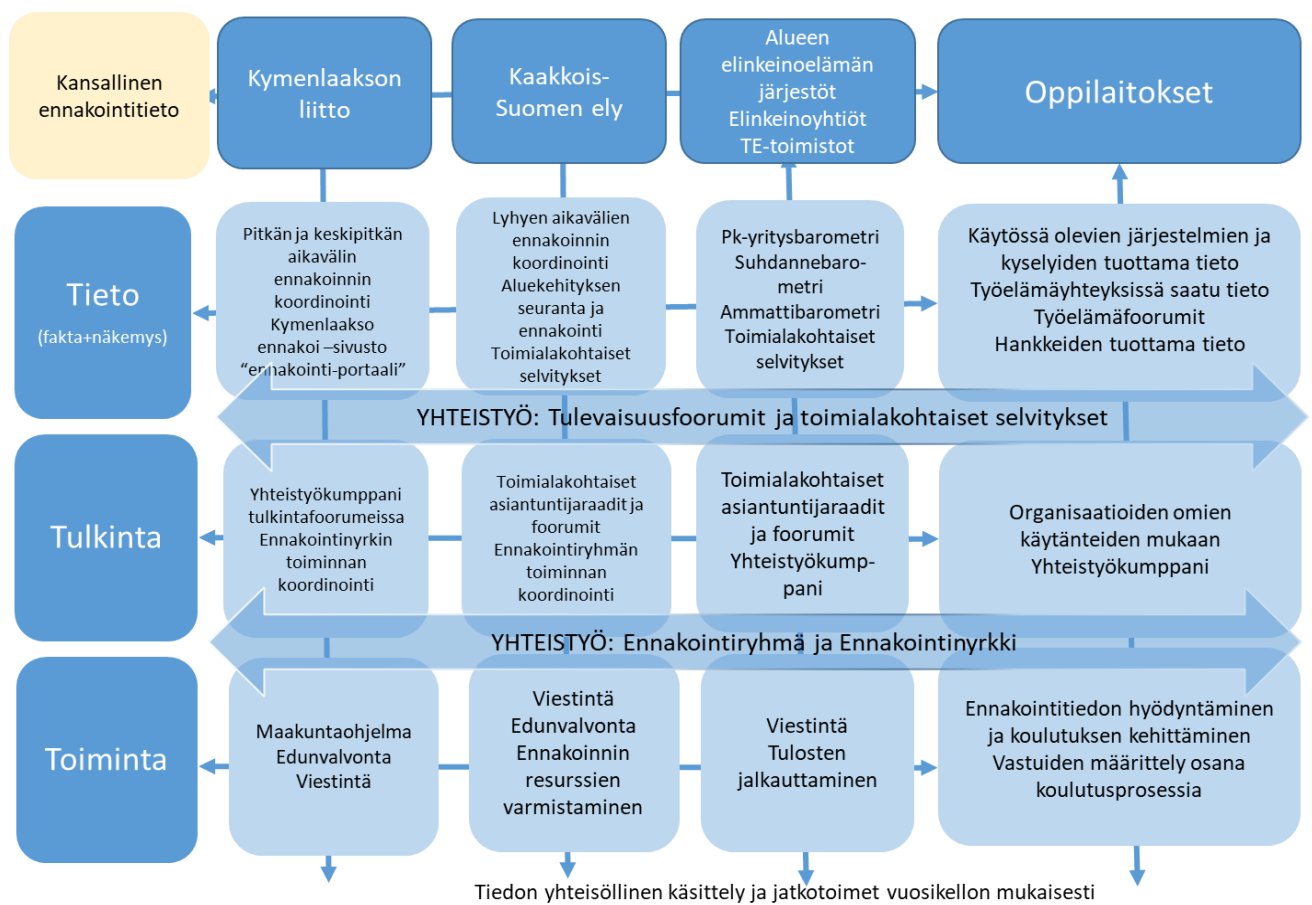 Kansallinen
ennakointitieto
Kymenlaakson
liitto
Kaakkois-
Suomen ely
Alueen
elinkeinoelämän
järjestöt
Elinkeinoyhtiöt
TE-toimistot
Oppilaitokset
Tieto
(fakta+näkemys)
Pitkän ja keskipitkän
aikavälin
ennakoinnin
koordinointi
Kymenlaakso
ennakoi –sivusto
“ennakointi-portaali”
Lyhyen aikavälien
ennakoinnin
koordinointi
Aluekehityksen
seuranta ja
ennakointi
Toimialakohtaiset
selvitykset
Pk-yritysbarometri
Suhdannebaro-
metri
Ammattibarometri
Toimialakohtaiset
selvitykset
Käytössä olevien järjestelmien ja
kyselyiden tuottama tieto
Työelämäyhteyksissä saatu tieto
Työelämäfoorumit
Hankkeiden tuottama tieto
YHTEISTYÖ: Tulevaisuusfoorumit ja toimialakohtaiset selvitykset
Tulkinta
Yhteistyökumppani
tulkintafoorumeissa
Ennakointinyrkin
toiminnan
koordinointi
Toimialakohtaiset
asiantuntijaraadit ja
foorumit
Ennakointiryhmän
toiminnan
koordinointi
Toimialakohtaiset
asiantuntijaraadit
ja foorumit
Yhteistyökump-
pani
Organisaatioiden omien
käytänteiden mukaan
Yhteistyökumppani
YHTEISTYÖ: Ennakointiryhmä ja Ennakointinyrkki
Toiminta
Maakuntaohjelma
Edunvalvonta
Viestintä
Viestintä
Edunvalvonta
Ennakoinnin
resurssien
varmistaminen
Viestintä
Tulosten
jalkauttaminen
Ennakointitiedon hyödyntäminen
ja koulutuksen kehittäminen
Vastuiden määrittely osana
koulutusprosessia
Tiedon yhteisöllinen käsittely ja jatkotoimet vuosikellon mukaisesti